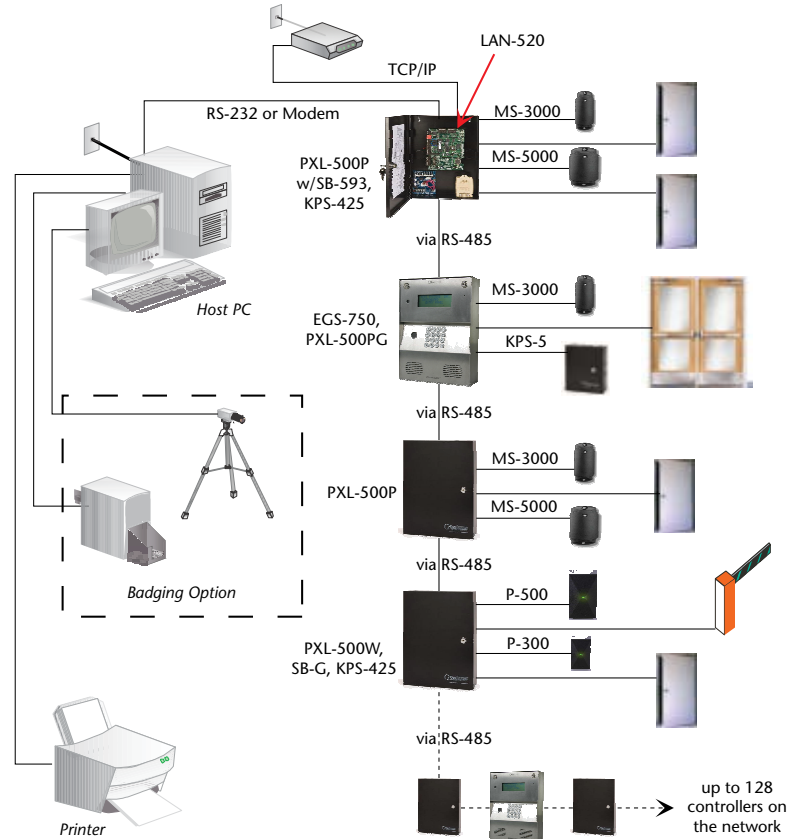 LAN-520
TCP/IP
RS-232 or Modem
MS-3000
MS-5000
PXL-500P
w/SB-593,
KPS-425
via RS-485
Host PC
MS-3000
EGS-750,
PXL-500PG
KPS-5
via RS-485
MS-3000
PXL-500P
MS-5000
via RS-485
Badging Option
P-500
P-300
PXL-500W,
SB-G, KPS-425
via RS-485
up to 128
controllers on
the network
Printer